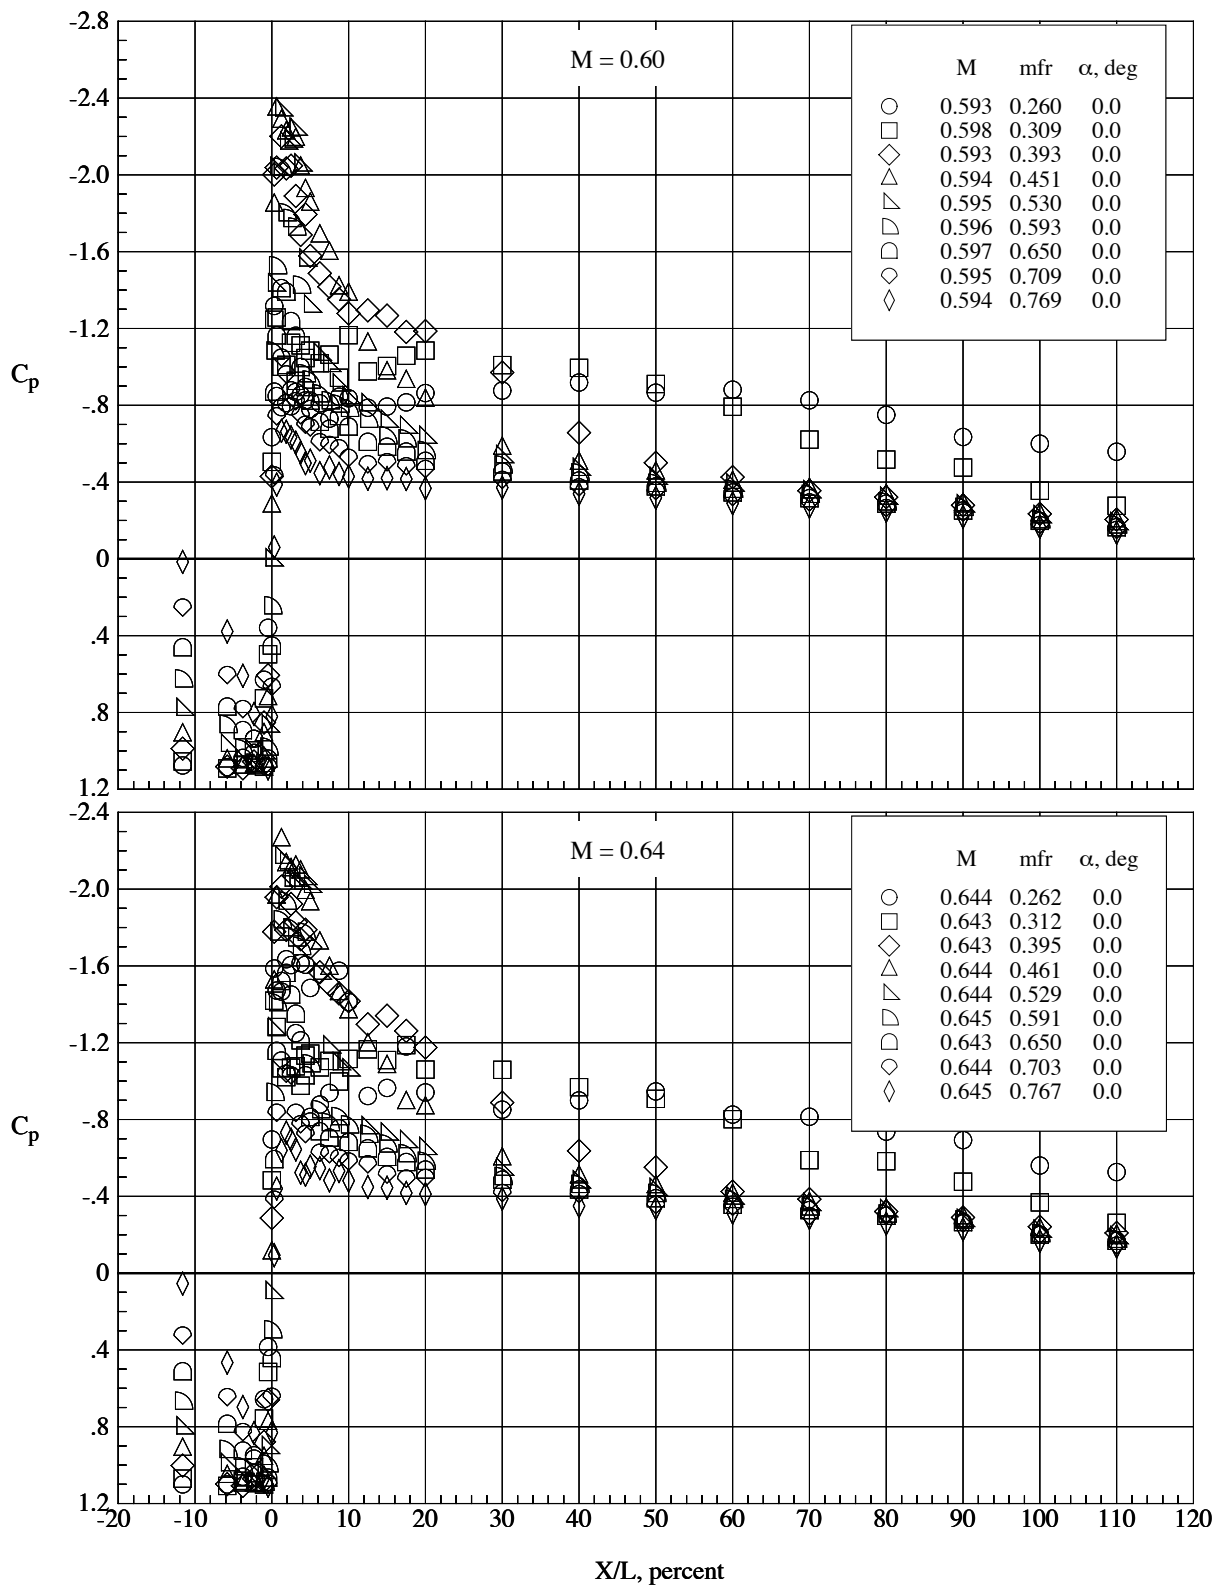 -2.8
-2.4
-2.0
-1.6
-1.2
-.8
-.4
0
.4
.8
1.2
Cp
M = 0.60
M mfr α, deg
0.593 0.260 0.0
0.598 0.309 0.0
0.593 0.393 0.0
0.594 0.451 0.0
0.595 0.530 0.0
0.596 0.593 0.0
0.597 0.650 0.0
0.595 0.709 0.0
0.594 0.769 0.0
-2.4
-2.0
-1.6
-1.2
-.8
-.4
0
.4
.8
1.2
Cp
M = 0.64
M mfr α, deg
0.644 0.262 0.0
0.643 0.312 0.0
0.643 0.395 0.0
0.644 0.461 0.0
0.644 0.529 0.0
0.645 0.591 0.0
0.643 0.650 0.0
0.644 0.703 0.0
0.645 0.767 0.0
-20 -10 0 10 20 30 40 50 60 70 80 90 100 110 120
X/L, percent